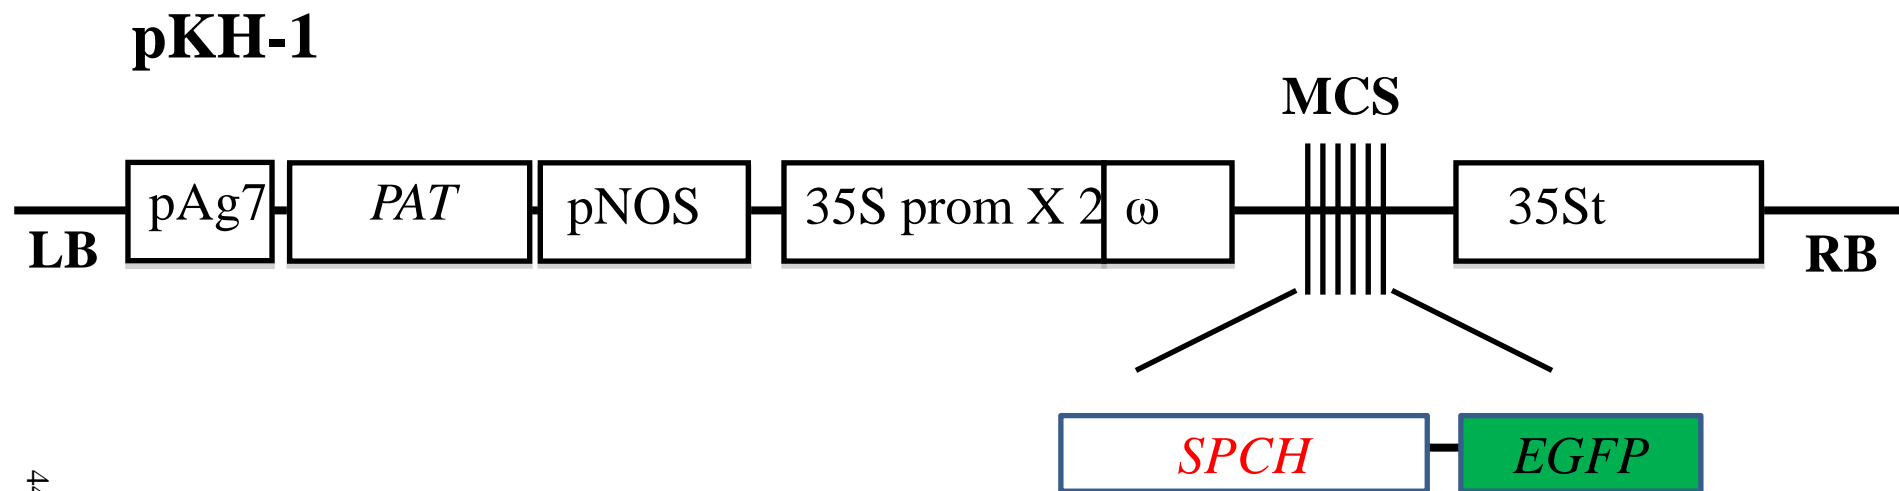 pKH-1
MCS
pAg7
PAT
pNOS
35S prom X 2
ω
35St
LB
RB
SPCH
EGFP